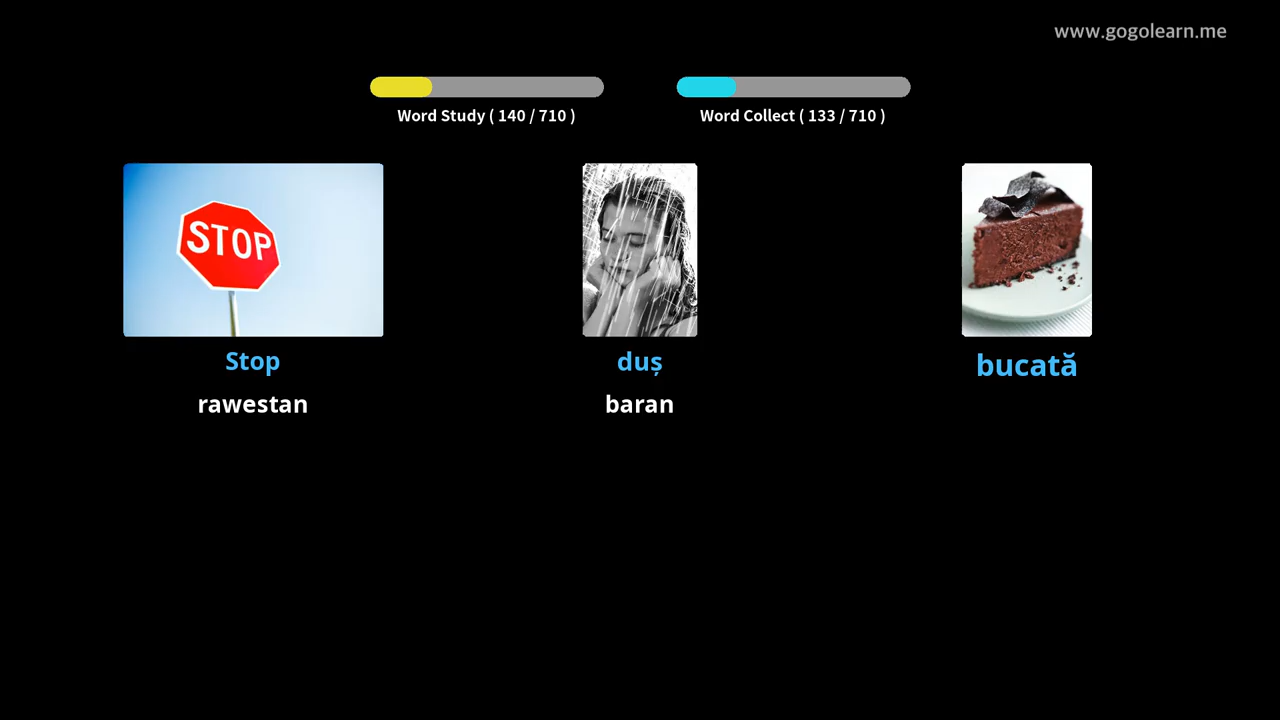 www.gogolearn.me
Word Study ( 140 / 710 )
Word Collect ( 133 / 710 )
STOP
Stop
duș
bucată
rawestan
baran